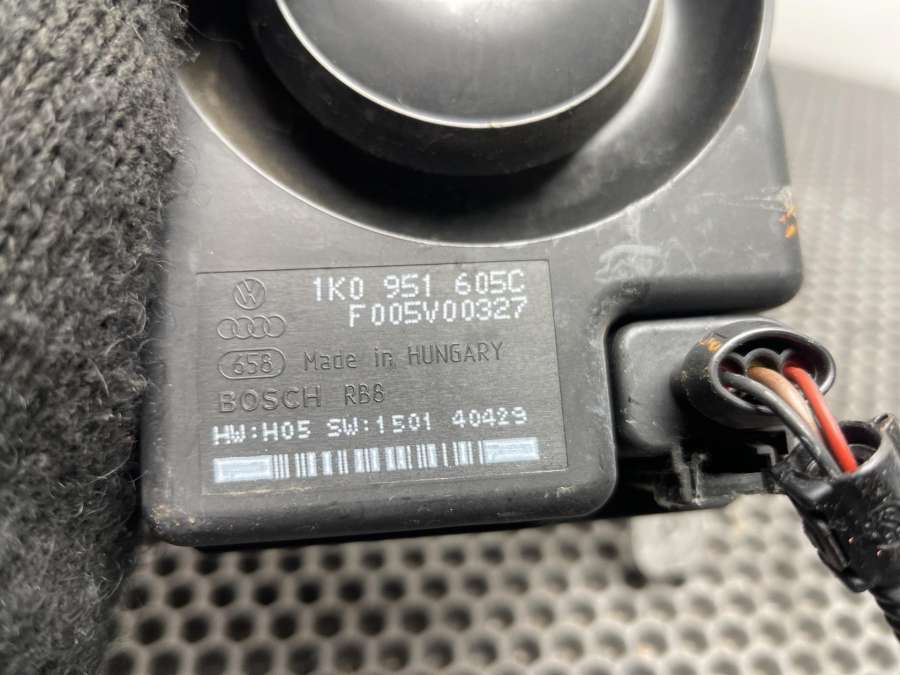 1K0 951 605C
F005V00327
658 Made in HUNGARY
BOSCH RB8
HW:H05 SW:1501 40429